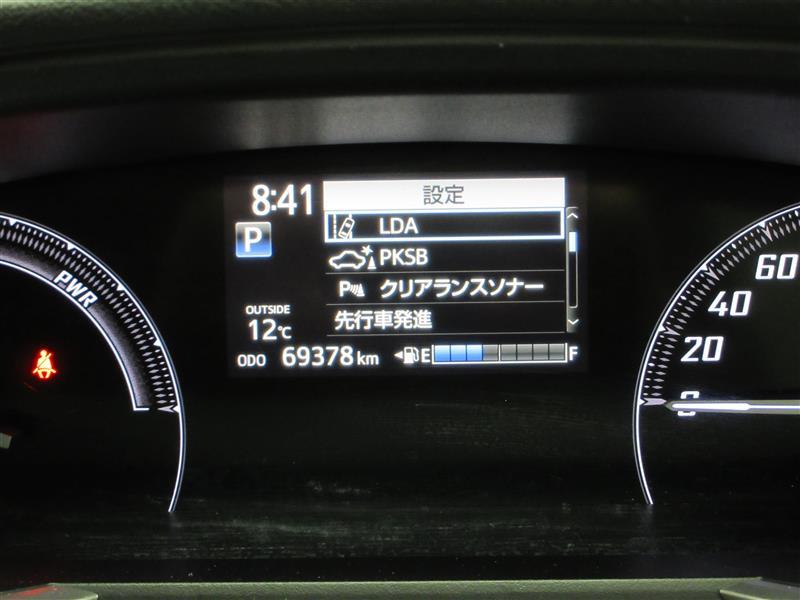 8:41
設定
LDA
P
PKSB
P クリアランスソナー
OUTSIDE
12℃
先行車発進
ODO 69378 km
E F
PWR
60
40
20
0